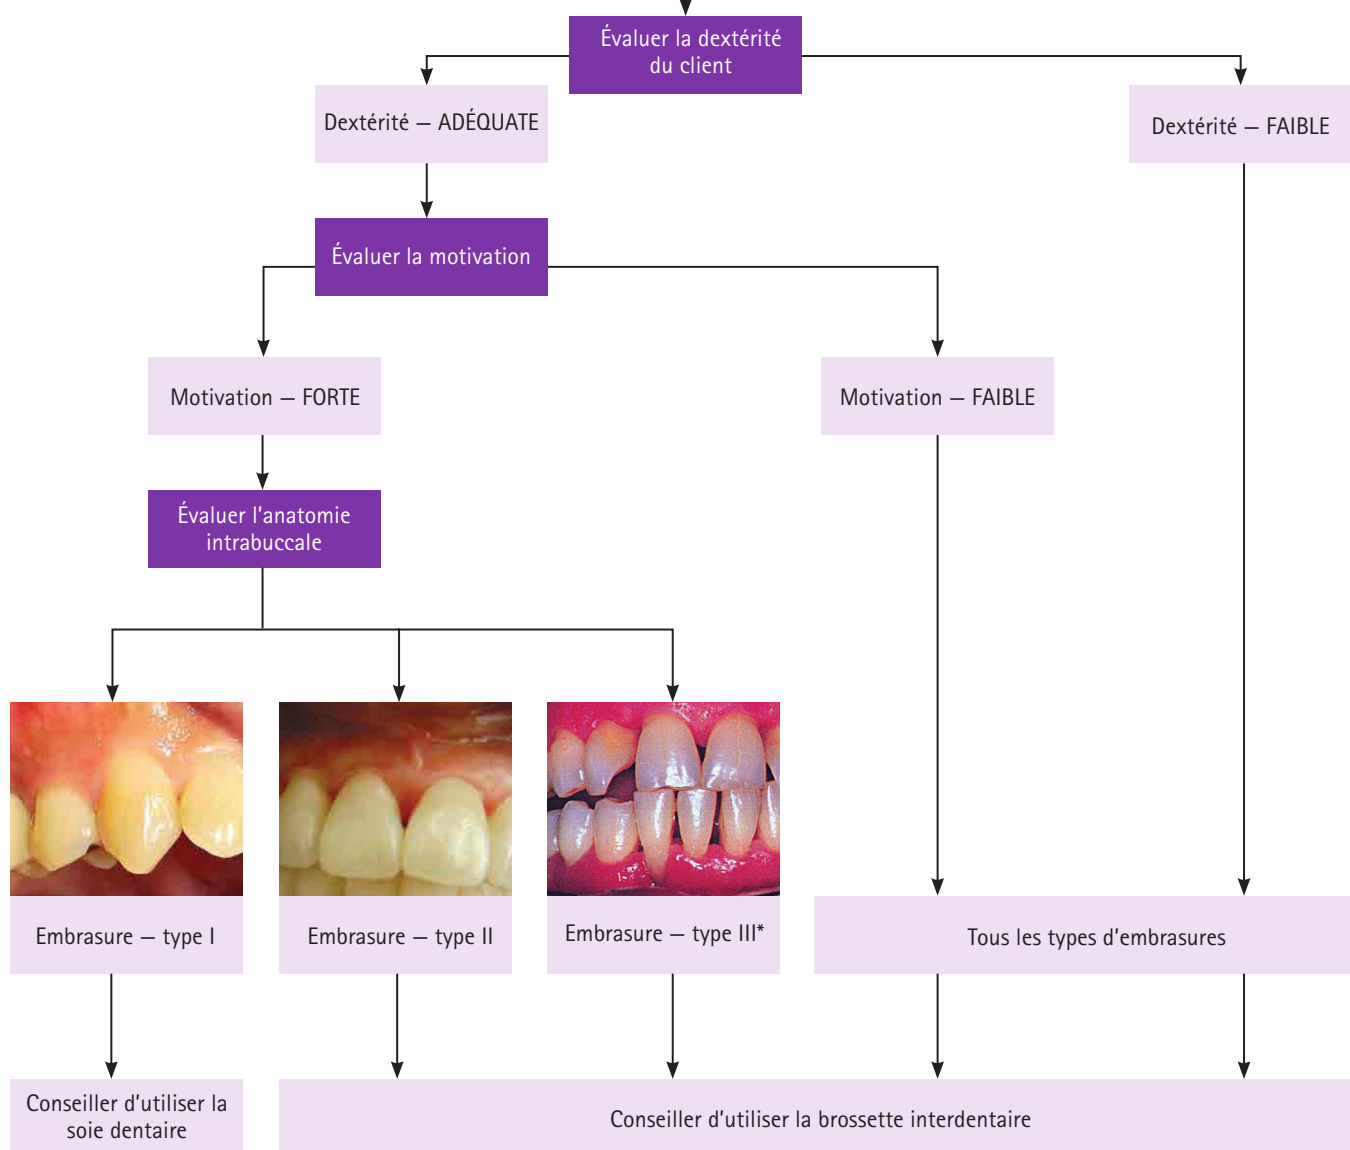 Évaluer la dextérité
du client
Dextérité — ADÉQUATE
Dextérité — FAIBLE
Évaluer la motivation
Motivation — FORTE
Motivation — FAIBLE
Évaluer l'anatomie
intrabuccale
Embrasure — type I
Embrasure — type II
Embrasure — type III*
Tous les types d'embrasures
Conseiller d'utiliser la
soie dentaire
Conseiller d'utiliser la brossette interdentaire